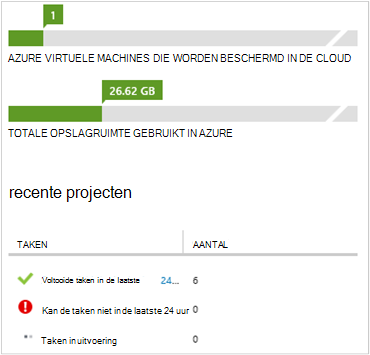 1
AZURE VIRTUELE MACHINES DIE WORDEN BESCHERMD IN DE CLOUD
26.62 GB
TOTALE OPSLAGRUIMTE GEBRUIKT IN AZURE
recente projecten
TAKEN AANTAL
Voltooide taken in de laatste 24... 6
Kan de taken niet in de laatste 24 uur 0
Taken in uitvoering 0